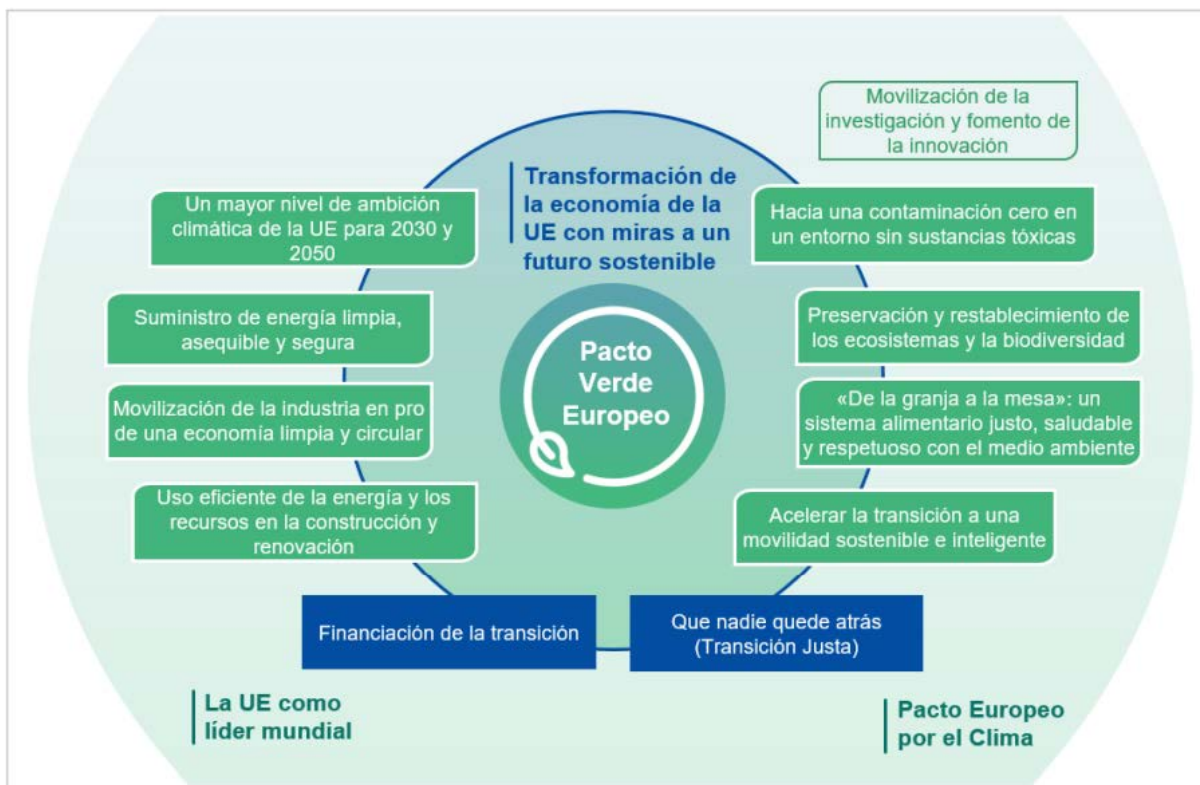 Movilización de la
investigación y fomento de
la innovación
Transformación de
la economía de la
UE con miras a un
futuro sostenible
Un mayor nivel de ambición
climática de la UE para 2030 y
2050
Hacia una contaminación cero en
un entorno sin sustancias tóxicas
Suministro de energía limpia,
asequible y segura
Preservación y restablecimiento de
los ecosistemas y la biodiversidad
Pacto
Verde
Europeo
Movilización de la industria en pro
de una economía limpia y circular
«De la granja a la mesa»: un
sistema alimentario justo, saludable
y respetuoso con el medio ambiente
Uso eficiente de la energía y los
recursos en la construcción y
renovación
Acelerar la transición a una
movilidad sostenible e inteligente
Financiación de la transición
Que nadie quede atrás
(Transición Justa)
La UE como
líder mundial
Pacto Europeo
por el Clima